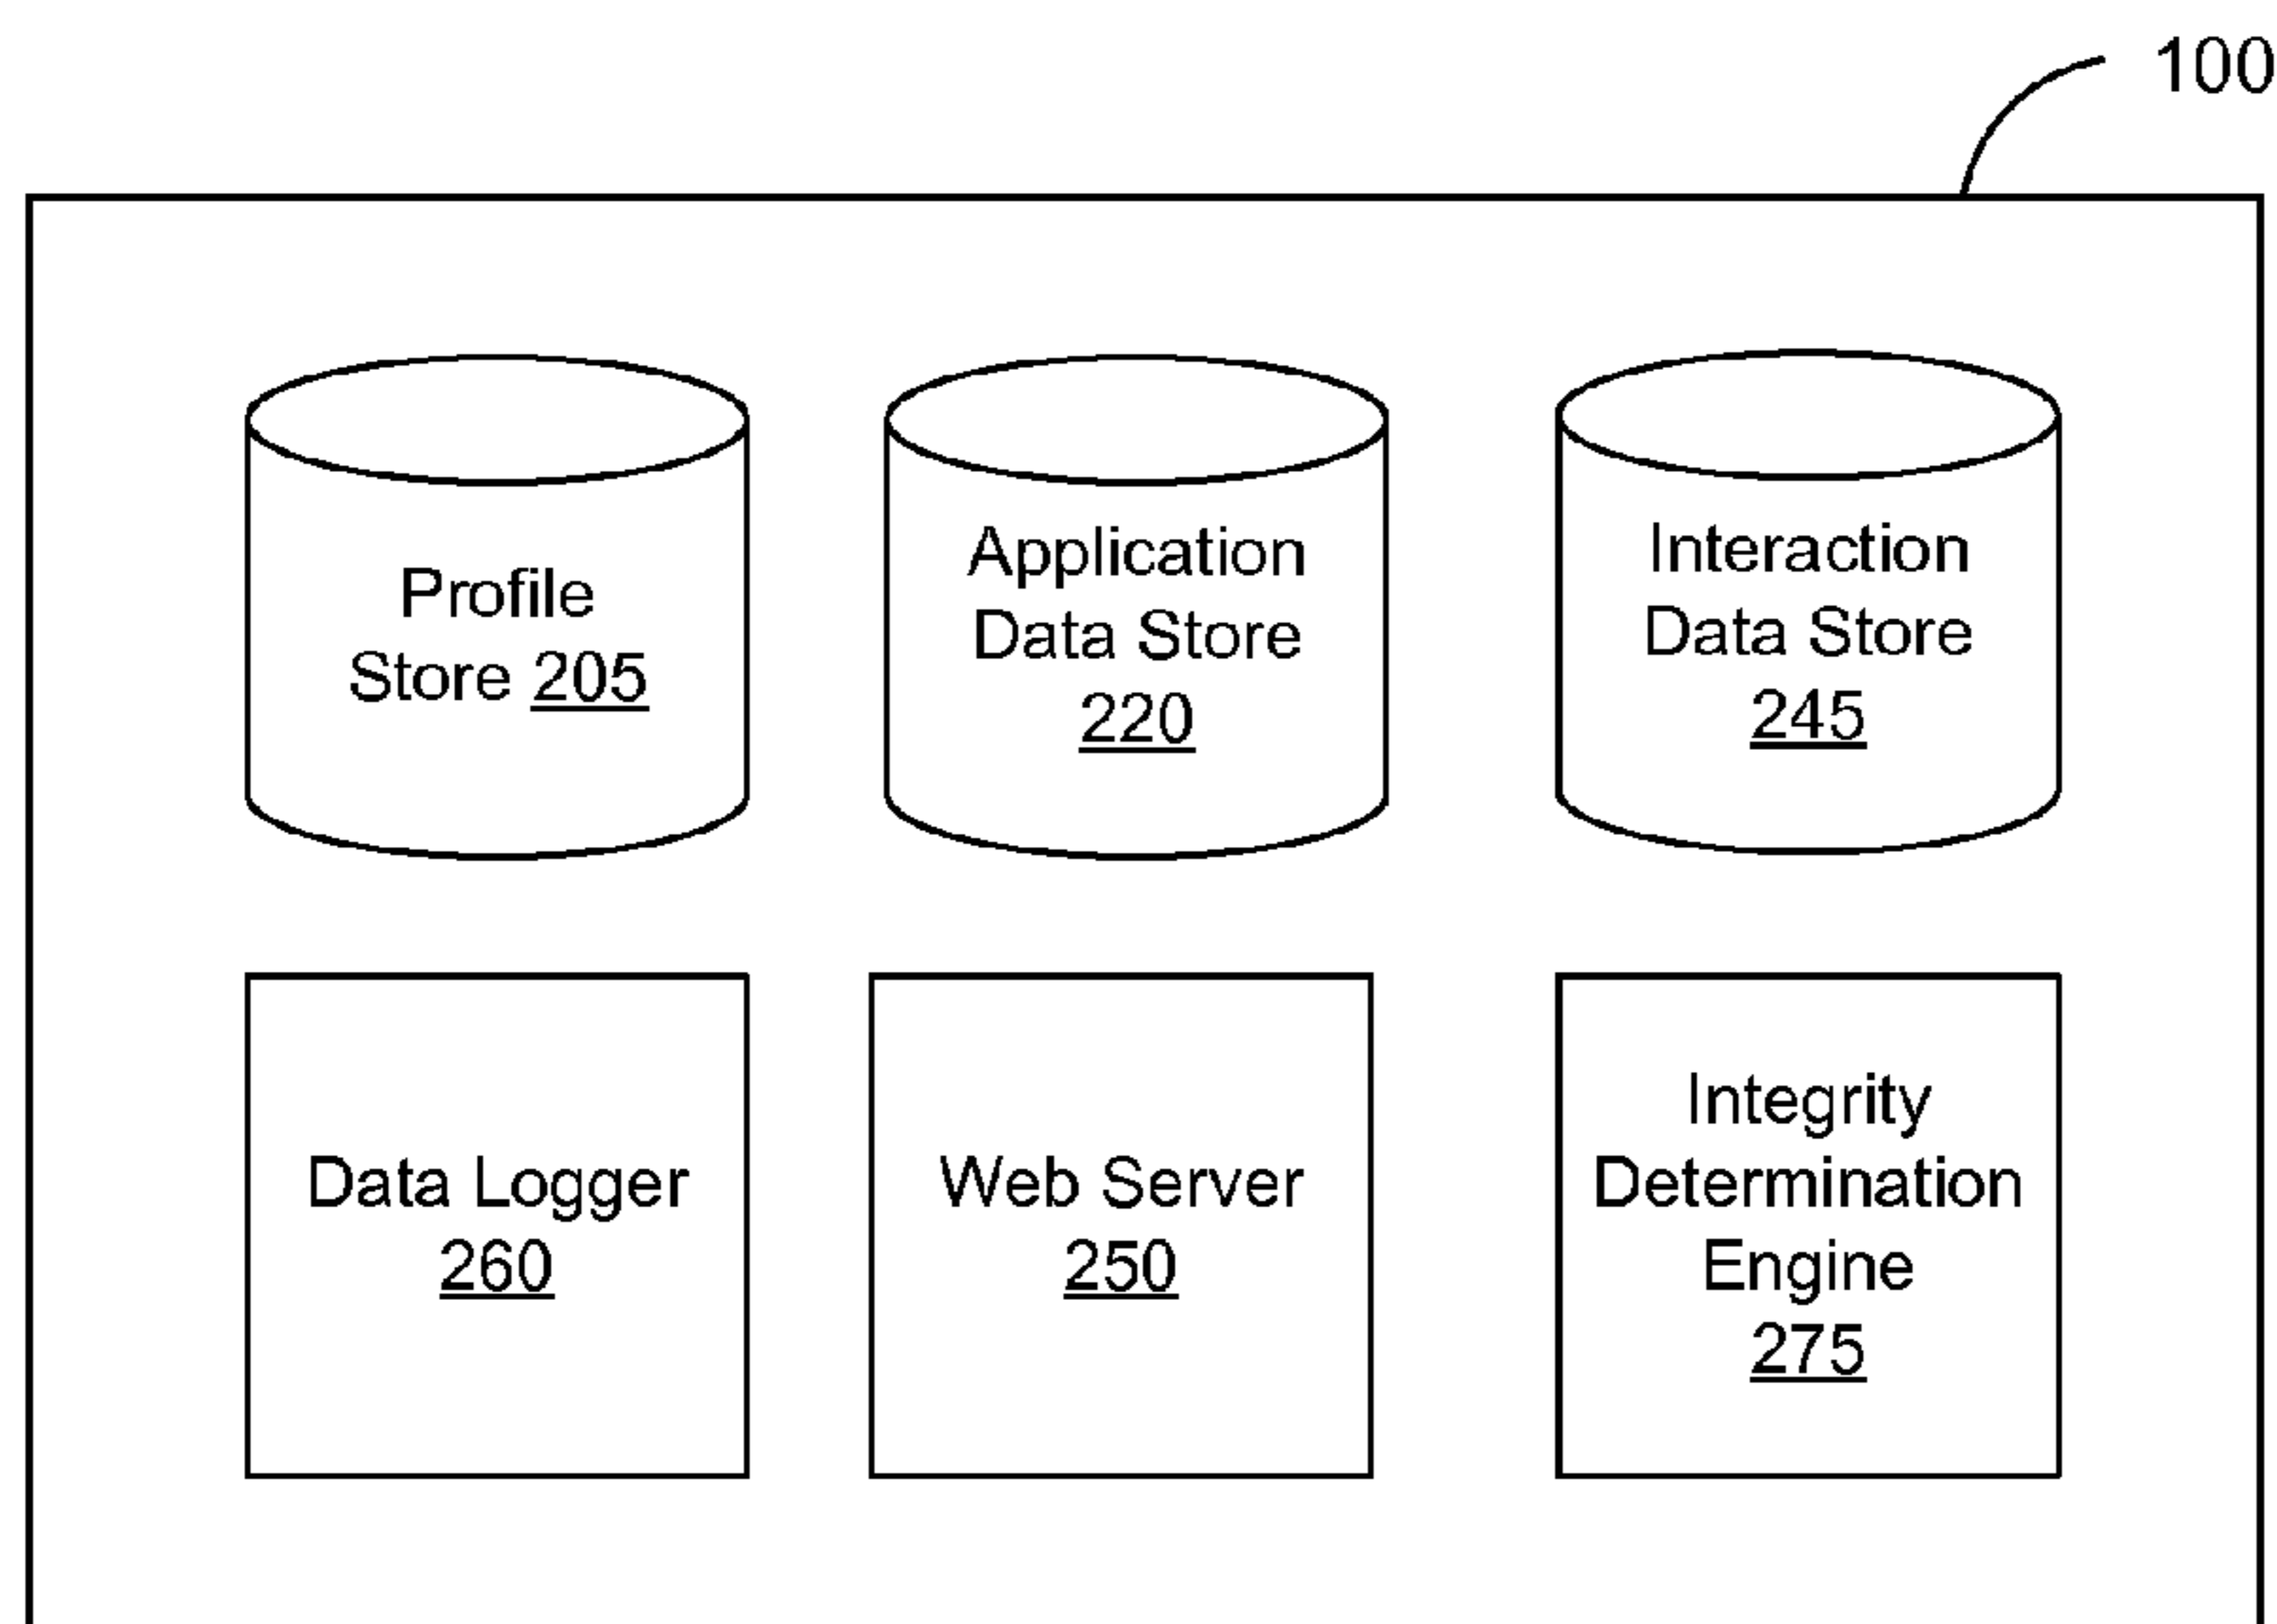 100
Profile
Store 205
Application
Data Store
220
Interaction
Data Store
245
Data Logger
260
Web Server
250
Integrity
Determination
Engine
275